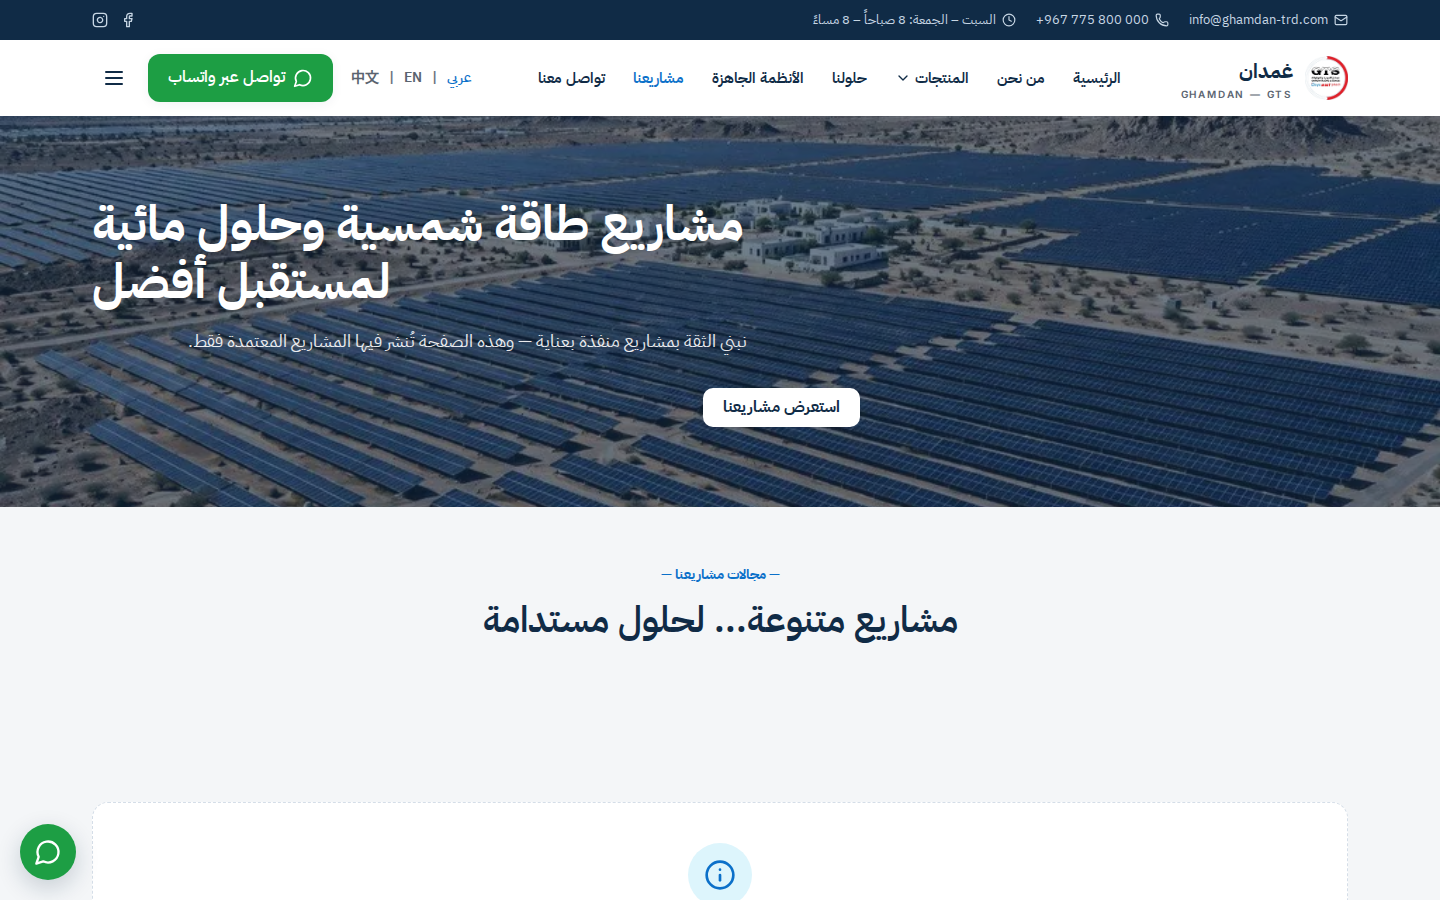 info@ghamdan-trd.com
+967 775 800 000
السبت – الجمعة: 8 صباحاً – 8 مساءً
غمدان
GHAMDAN — GTS
الرئيسية
من نحن
المنتجات
حلولنا
الأنظمة الجاهزة
مشاريعنا
تواصل معنا
عربي | EN | 中文
تواصل عبر واتساب
مشاريع طاقة شمسية وحلول مائية
لمستقبل أفضل
نبني الثقة بمشاريع منفذة بعناية — وهذه الصفحة تُنشر فيها المشاريع المعتمدة فقط.
استعرض مشاريعنا
— مجالات مشاريعنا —
مشاريع متنوعة... لحلول مستدامة